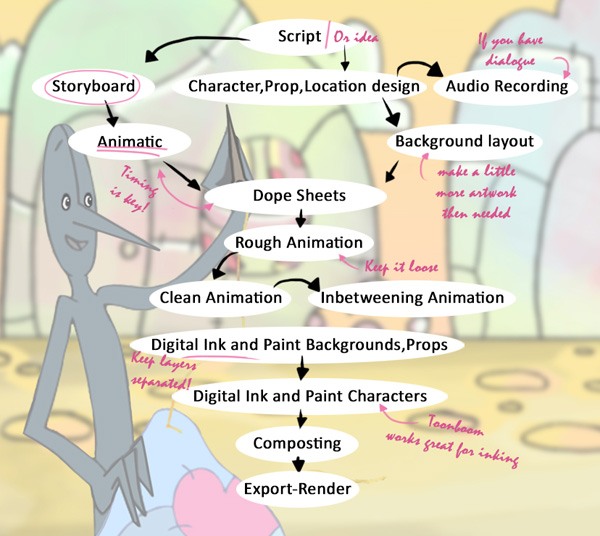 Script | Or idea
If you have
dialogue
Storyboard
Character,Prop,Location design
Audio Recording
Animatic
Background layout
Timing
is key!
make a little
more artwork
then needed
Dope Sheets
Rough Animation
Keep it loose
Clean Animation
Inbetweening Animation
Digital Ink and Paint Backgrounds,Props
Keep layers
separated!
Digital Ink and Paint Characters
Toonboom
works great for inking
Composting
Export-Render